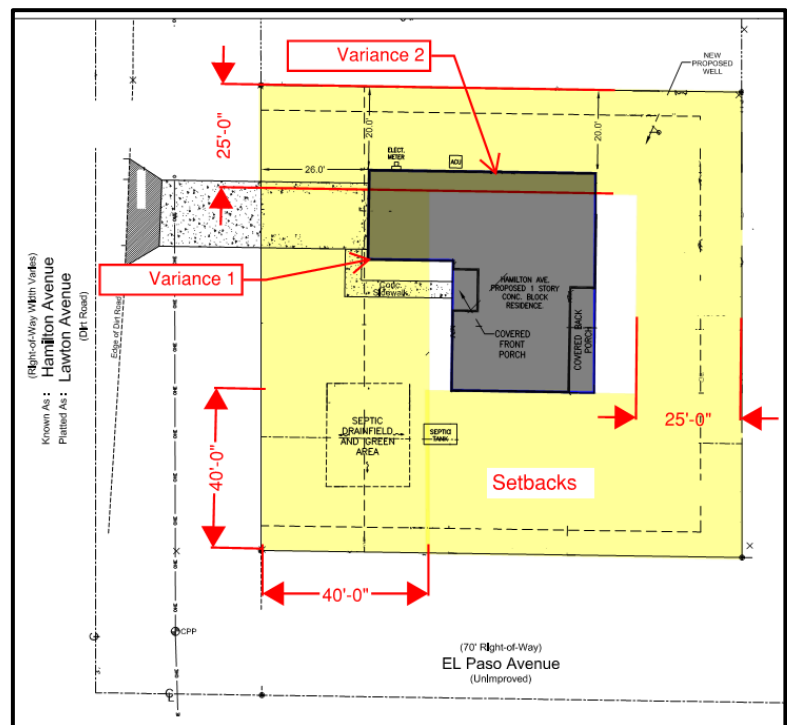 Variance 2
NEW
PROPOSED
WELL
25'-0"
20.0'
20.0'
ELECT.
METER
ACU
26.0'
Variance 1
Conc.
Sidewalk
HAMILTON AVE.
PROPOSED 1 STORY
CONC. BLOCK
RESIDENCE.
COVERED
FRONT
PORCH
COVERED BACK
PORCH
(Right-of-Way Width Varies)
Known As : Hamilton Avenue
Platted As : Lawton Avenue
(Dirt Road)
Edge of Dirt Road
25'-0"
SEPTIC
DRAINFIELD
AND GREEN
AREA
SEPTIC
TANK
40'-0"
Setbacks
40'-0"
CPP
(70' Right-of-Way)
EL Paso Avenue
(Unimproved)